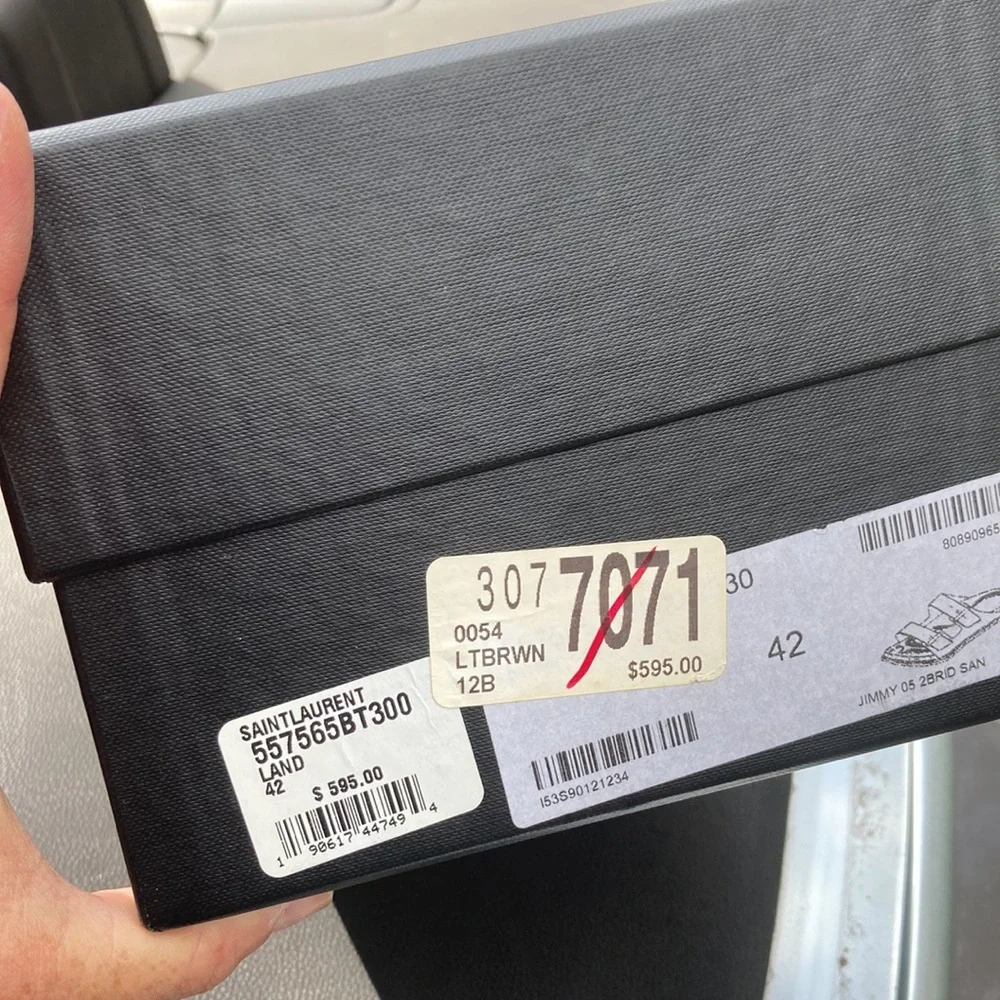 80890965
30
42
JIMMY 05 2BRID SAN
I53S90121234
307 7071
0054
LTBRWN
12B $595.00
SAINTLAURENT
557565BT300
LAND
42 $ 595.00
1 90617 44749 4